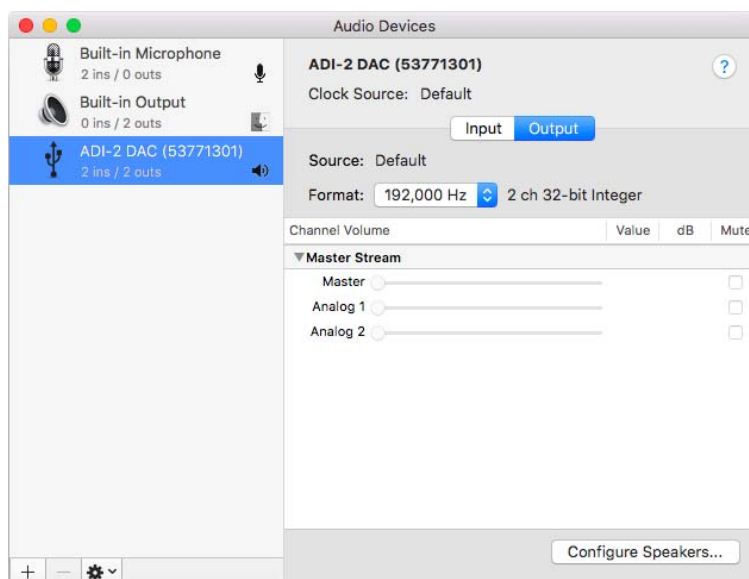 Audio Devices
Built-in Microphone
2 ins / 0 outs
Built-in Output
0 ins / 2 outs
ADI-2 DAC (53771301)
2 ins / 2 outs
ADI-2 DAC (53771301)
?
Clock Source: Default
Input Output
Source: Default
Format: 192,000 Hz 2 ch 32-bit Integer
Channel Volume Value dB Mute
Master Stream
Master
Analog 1
Analog 2
Configure Speakers...